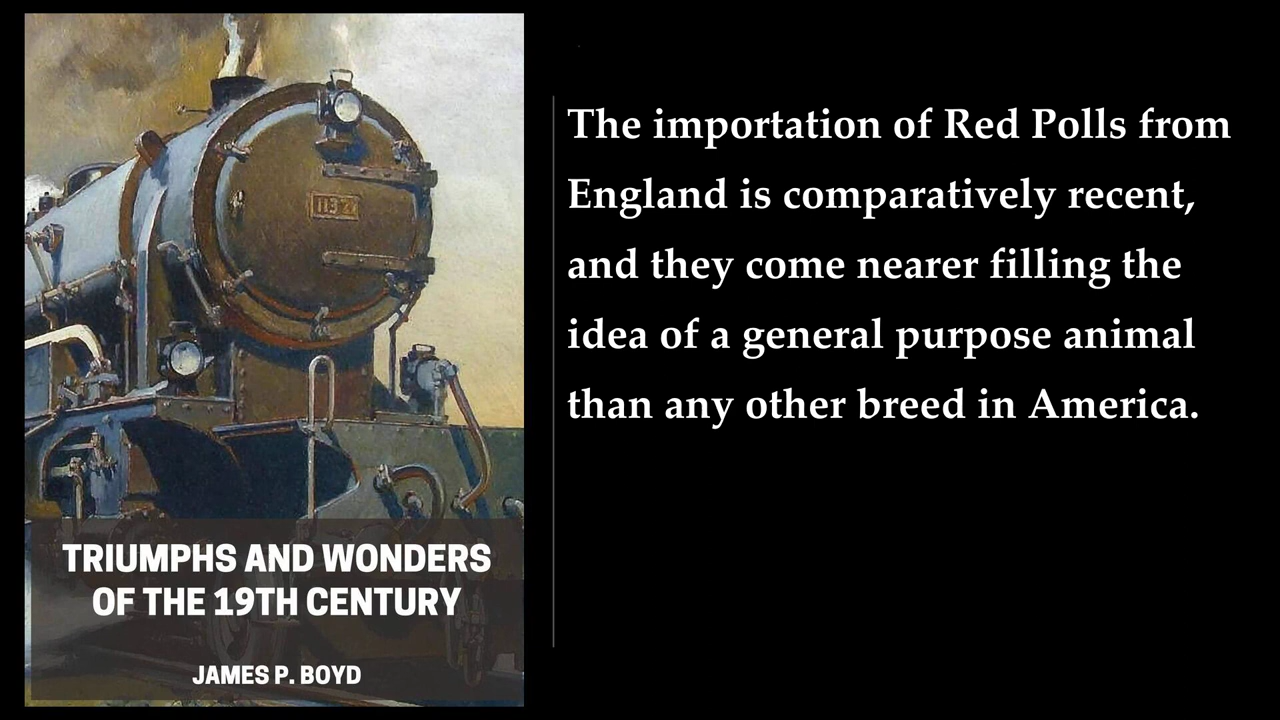 The importation of Red Polls from
England is comparatively recent,
and they come nearer filling the
idea of a general purpose animal
than any other breed in America.
TRIUMPHS AND WONDERS
OF THE 19TH CENTURY
JAMES P. BOYD